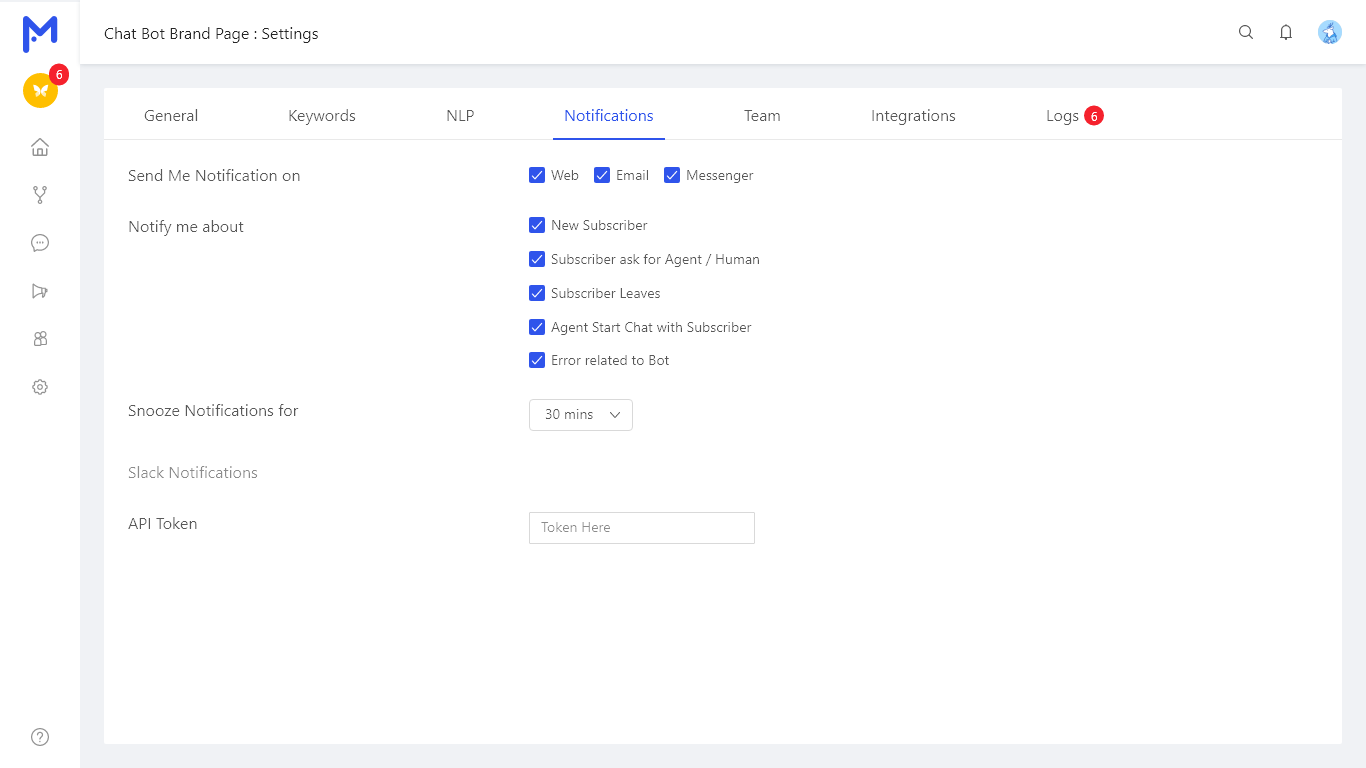 Chat Bot Brand Page : Settings
6
General Keywords NLP Notifications Team Integrations Logs 6
Send Me Notification on Web Email Messenger
Notify me about New Subscriber
Subscriber ask for Agent / Human
Subscriber Leaves
Agent Start Chat with Subscriber
Error related to Bot
Snooze Notifications for 30 mins
Slack Notifications
API Token Token Here